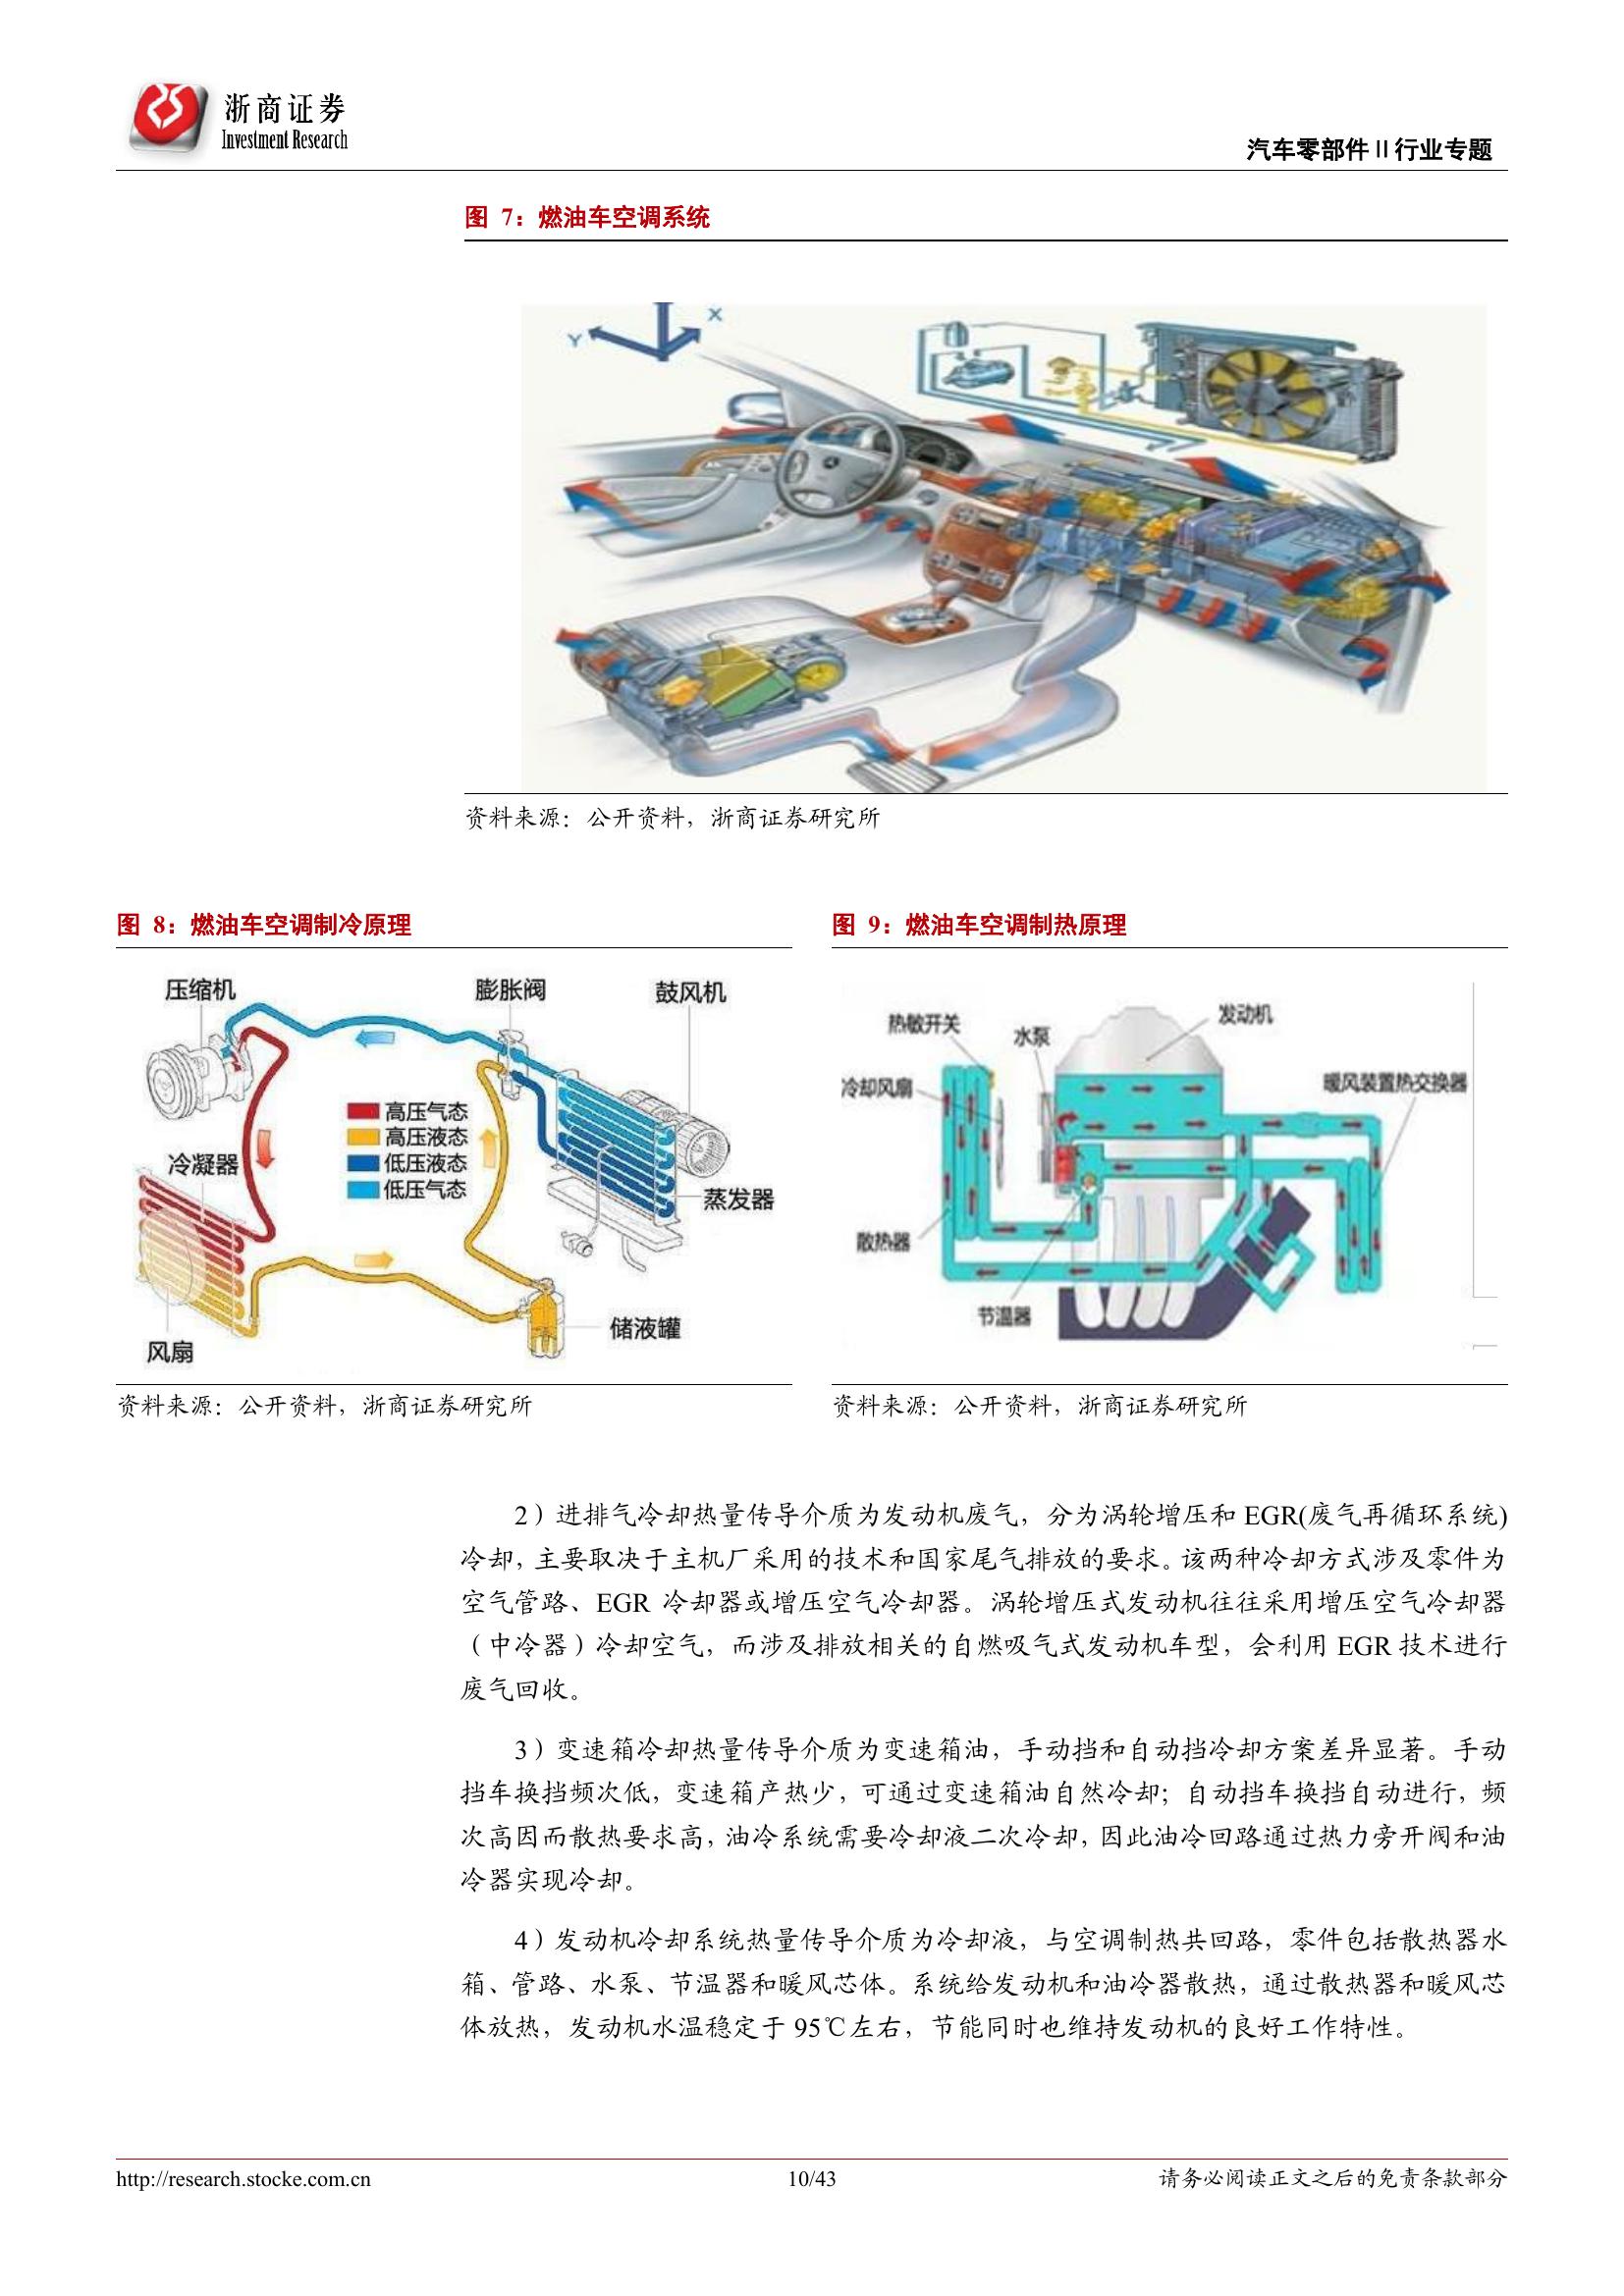 浙商证券
Investment Research
汽车零部件Ⅱ行业专题
图 7：燃油车空调系统
X
Y
资料来源：公开资料，浙商证券研究所
图 8：燃油车空调制冷原理
压缩机
膨胀阀
鼓风机
高压气态
高压液态
低压液态
低压气态
冷凝器
蒸发器
储液罐
风扇
资料来源：公开资料，浙商证券研究所
图 9：燃油车空调制热原理
热敏开关
水泵
发动机
冷却风扇
暖风装置热交换器
散热器
节温器
资料来源：公开资料，浙商证券研究所
2）进排气冷却热量传导介质为发动机废气，分为涡轮增压和 EGR(废气再循环系统)
冷却，主要取决于主机厂采用的技术和国家尾气排放的要求。该两种冷却方式涉及零件为
空气管路、EGR 冷却器或增压空气冷却器。涡轮增压式发动机往往采用增压空气冷却器
（中冷器）冷却空气，而涉及排放相关的自燃吸气式发动机车型，会利用 EGR 技术进行
废气回收。
3）变速箱冷却热量传导介质为变速箱油，手动挡和自动挡冷却方案差异显著。手动
挡车换挡频次低，变速箱产热少，可通过变速箱油自然冷却；自动挡车换挡自动进行，频
次高因而散热要求高，油冷系统需要冷却液二次冷却，因此油冷回路通过热力旁开阀和油
冷器实现冷却。
4）发动机冷却系统热量传导介质为冷却液，与空调制热共回路，零件包括散热器水
箱、管路、水泵、节温器和暖风芯体。系统给发动机和油冷器散热，通过散热器和暖风芯
体放热，发动机水温稳定于 95℃左右，节能同时也维持发动机的良好工作特性。
http://research.stocke.com.cn
10/43
请务必阅读正文之后的免责条款部分